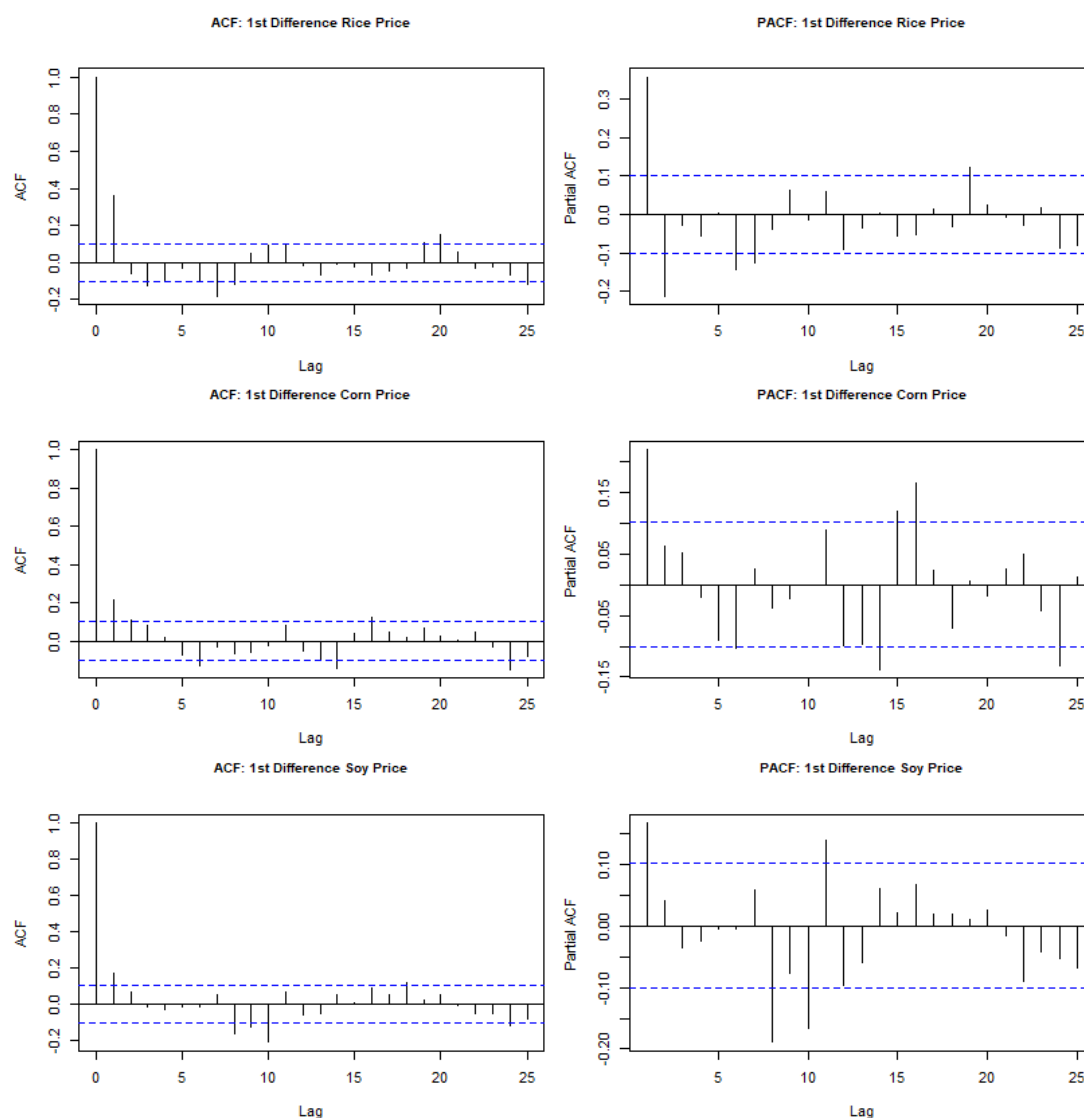 ACF: 1st Difference Rice Price
ACF
1.0
0.8
0.6
0.4
0.2
0.0
-0.2
0 5 10 15 20 25
Lag
PACF: 1st Difference Rice Price
Partial ACF
0.3
0.2
0.1
0.0
-0.1
-0.2
5 10 15 20 25
Lag
ACF: 1st Difference Corn Price
ACF
1.0
0.8
0.6
0.4
0.2
0.0
0 5 10 15 20 25
Lag
PACF: 1st Difference Corn Price
Partial ACF
0.15
0.05
-0.05
-0.15
5 10 15 20 25
Lag
ACF: 1st Difference Soy Price
ACF
1.0
0.8
0.6
0.4
0.2
0.0
-0.2
0 5 10 15 20 25
Lag
PACF: 1st Difference Soy Price
Partial ACF
0.10
0.00
-0.10
-0.20
5 10 15 20 25
Lag